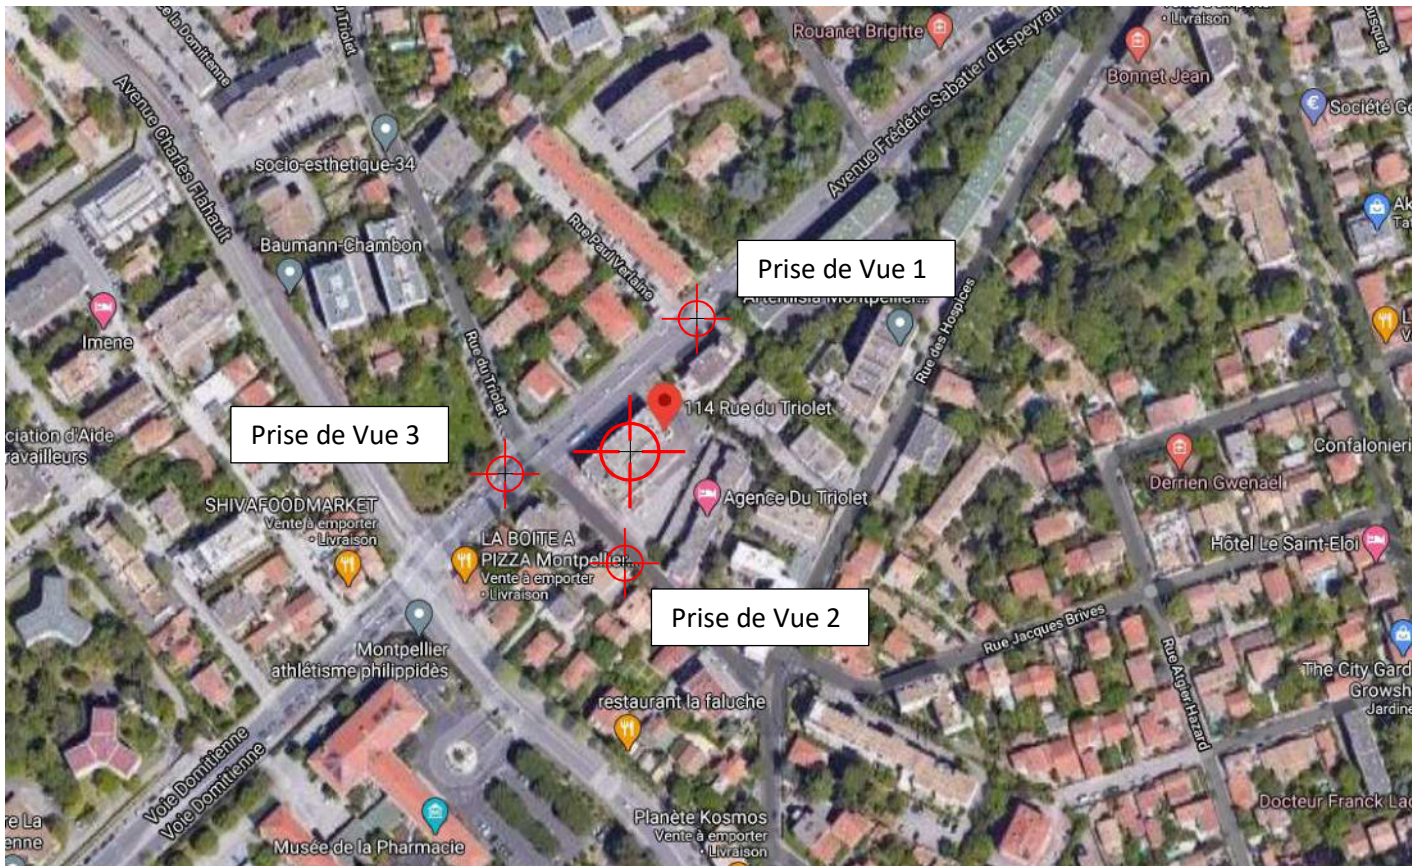 Rouanet Brigitte
• Livraison
Bonnet Jean
Avenue Frédéric Sabatier d'Espeyran
Avenue Charles Flahault
socio-esthetique-34
Baumann-Chambon
Rue Paul Verlaine
Prise de Vue 1
Rue des Hospices
Imene
Rue du Triolet
114 Rue du Triolet
Prise de Vue 3
Confalonieri
Derrien Gwenaël
SHIVAFOODMARKET
Vente à emporter
• Livraison
Agence Du Triolet
LA BOITE A
PIZZA Montpellier...
Vente à emporter
• Livraison
Hôtel Le Saint-Eloi
Prise de Vue 2
Rue Jacques Brives
Montpellier
athlétisme philippidès
Rue Atgier Hazard
The City Gard
Growsh
Jardine
restaurant la faluche
Voie Domitienne
Voie Domitienne
Musée de la Pharmacie
Planète Kosmos
Vente à emporter
• Livraison
Docteur Franck Lac